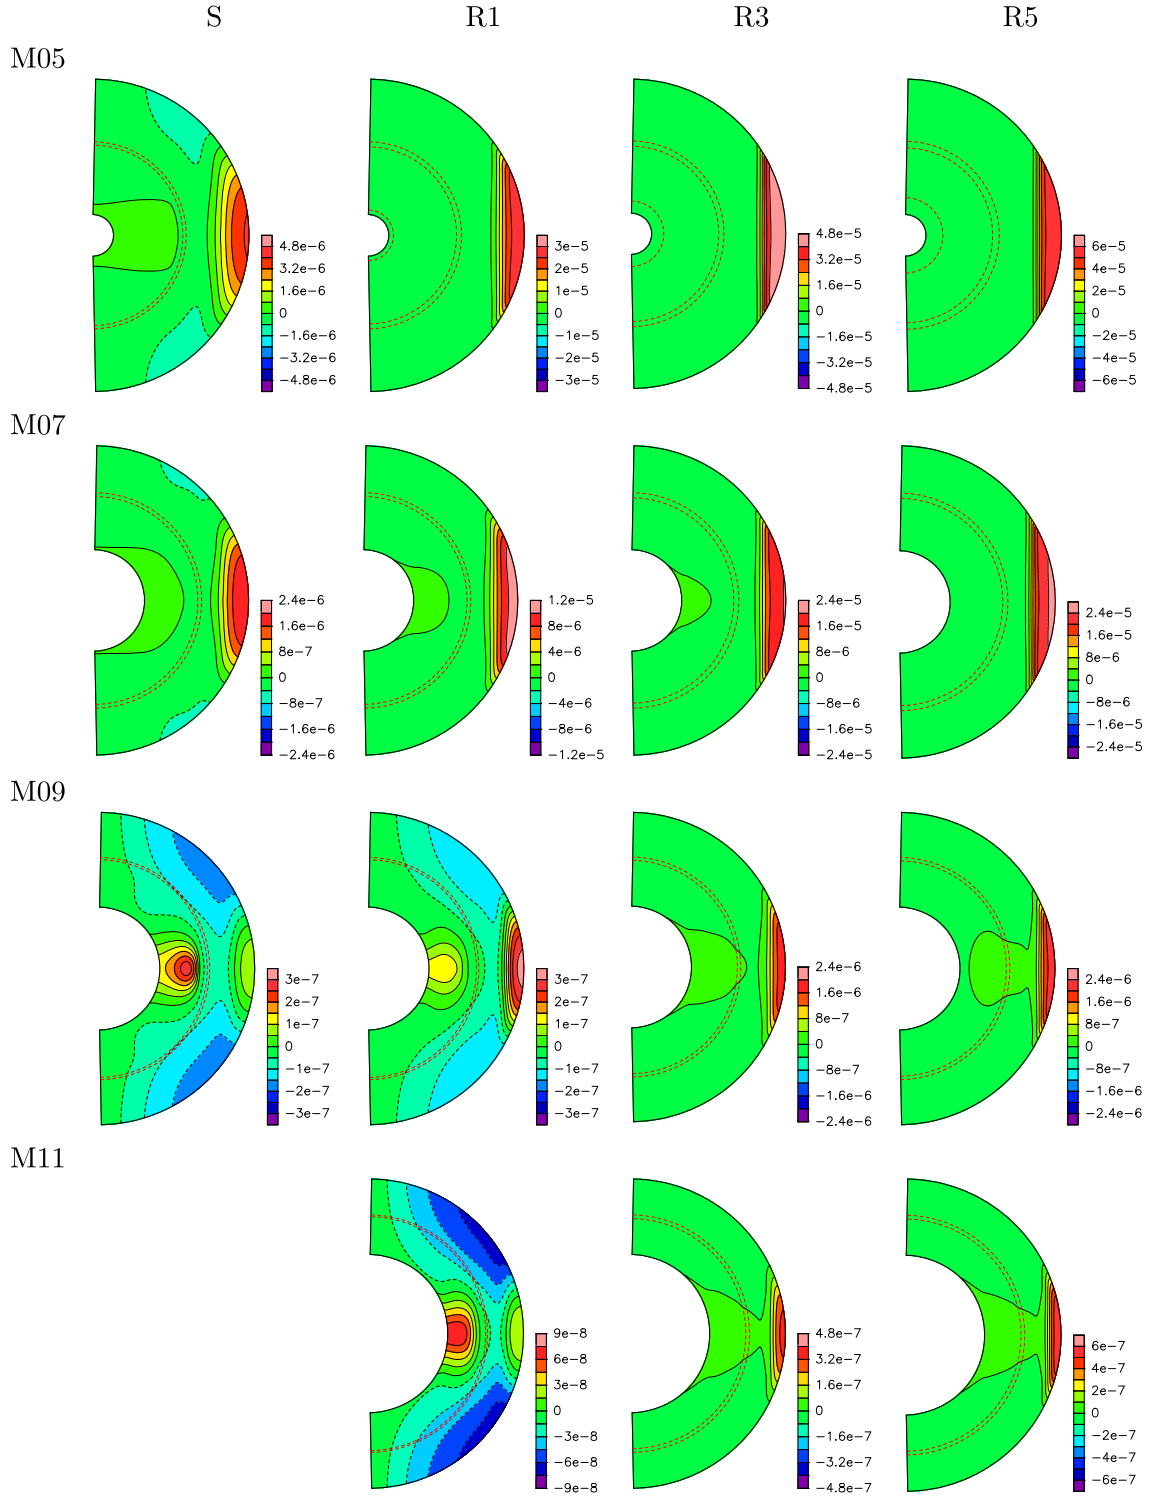 S R1 R3 R5
M05
4.8e-6
3.2e-6
1.6e-6
0
-1.6e-6
-3.2e-6
-4.8e-6
3e-5
2e-5
1e-5
0
-1e-5
-2e-5
-3e-5
4.8e-5
3.2e-5
1.6e-5
0
-1.6e-5
-3.2e-5
-4.8e-5
6e-5
4e-5
2e-5
0
-2e-5
-4e-5
-6e-5
M07
2.4e-6
1.6e-6
8e-7
0
-8e-7
-1.6e-6
-2.4e-6
1.2e-5
8e-6
4e-6
0
-4e-6
-8e-6
-1.2e-5
2.4e-5
1.6e-5
8e-6
0
-8e-6
-1.6e-5
-2.4e-5
2.4e-5
1.6e-5
8e-6
0
-8e-6
-1.6e-5
-2.4e-5
M09
3e-7
2e-7
1e-7
0
-1e-7
-2e-7
-3e-7
3e-7
2e-7
1e-7
0
-1e-7
-2e-7
-3e-7
2.4e-6
1.6e-6
8e-7
0
-8e-7
-1.6e-6
-2.4e-6
2.4e-6
1.6e-6
8e-7
0
-8e-7
-1.6e-6
-2.4e-6
M11
9e-8
6e-8
3e-8
0
-3e-8
-6e-8
-9e-8
4.8e-7
3.2e-7
1.6e-7
0
-1.6e-7
-3.2e-7
-4.8e-7
6e-7
4e-7
2e-7
0
-2e-7
-4e-7
-6e-7